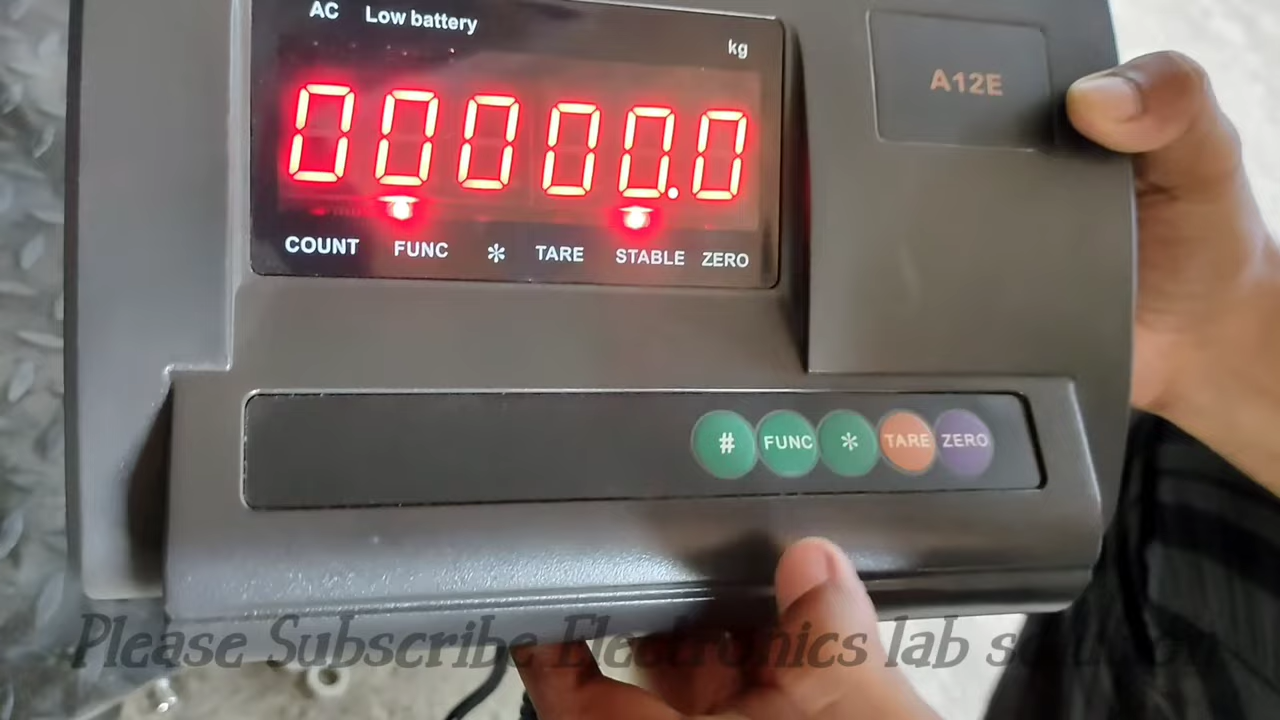 AC Low battery
kg
A12E
00000.0
COUNT FUNC * TARE STABLE ZERO
# FUNC * TARE ZERO
Please Subscribe Electronics lab